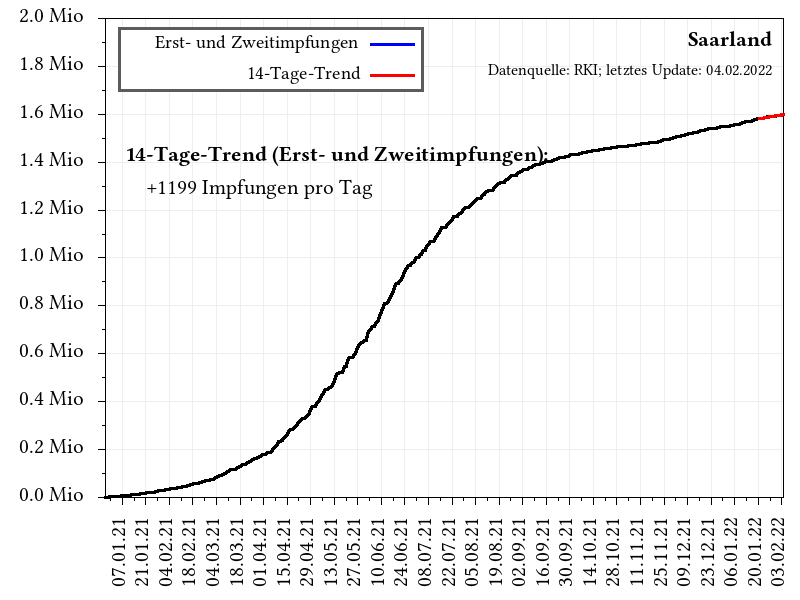 2.0 Mio
1.8 Mio
1.6 Mio
1.4 Mio
1.2 Mio
1.0 Mio
0.8 Mio
0.6 Mio
0.4 Mio
0.2 Mio
0.0 Mio
Erst- und Zweitimpfungen
14-Tage-Trend
Saarland
Datenquelle: RKI; letztes Update: 04.02.2022
14-Tage-Trend (Erst- und Zweitimpfungen):
+1199 Impfungen pro Tag
07.01.21
21.01.21
04.02.21
18.02.21
04.03.21
18.03.21
01.04.21
15.04.21
29.04.21
13.05.21
27.05.21
10.06.21
24.06.21
08.07.21
22.07.21
05.08.21
19.08.21
02.09.21
16.09.21
30.09.21
14.10.21
28.10.21
11.11.21
25.11.21
09.12.21
23.12.21
06.01.22
20.01.22
03.02.22